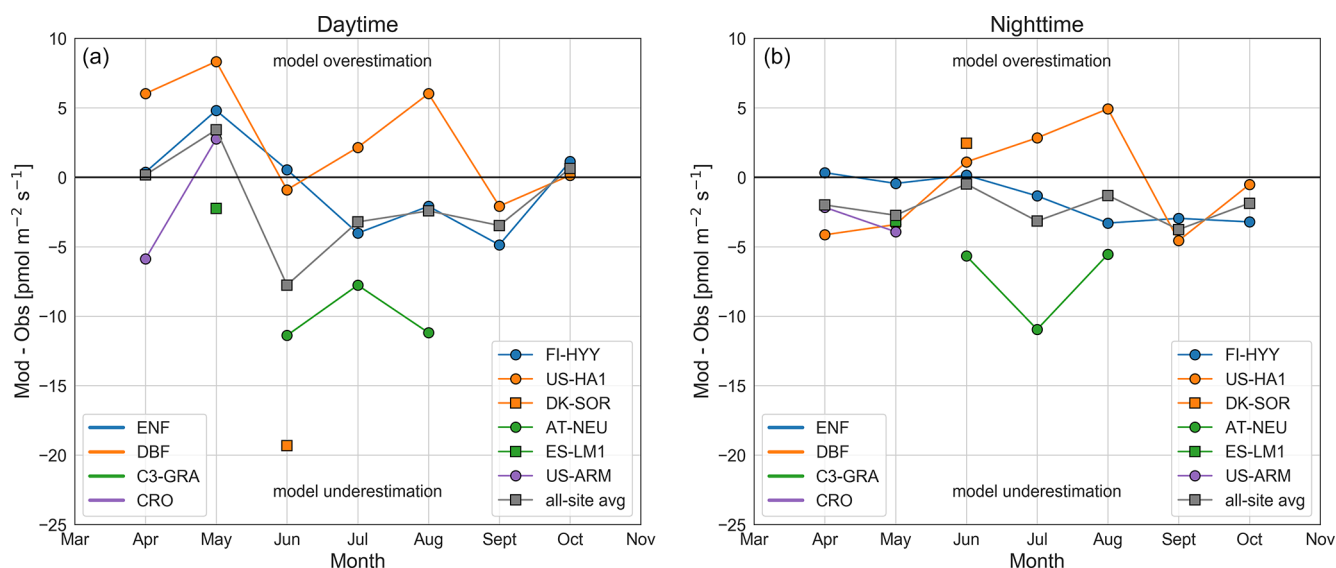 Daytime
(a)
model overestimation
10
5
0
−5
−10
−15
−20
−25
Mod - Obs [pmol m⁻² s⁻¹]
FI-HYY
US-HA1
DK-SOR
AT-NEU
ES-LM1
US-ARM
all-site avg
ENF
DBF
C3-GRA
CRO
model underestimation
Mar Apr May Jun Jul Aug Sept Oct Nov
Month
Nighttime
(b)
model overestimation
10
5
0
−5
−10
−15
−20
−25
Mod - Obs [pmol m⁻² s⁻¹]
FI-HYY
US-HA1
DK-SOR
AT-NEU
ES-LM1
US-ARM
all-site avg
ENF
DBF
C3-GRA
CRO
model underestimation
Mar Apr May Jun Jul Aug Sept Oct Nov
Month